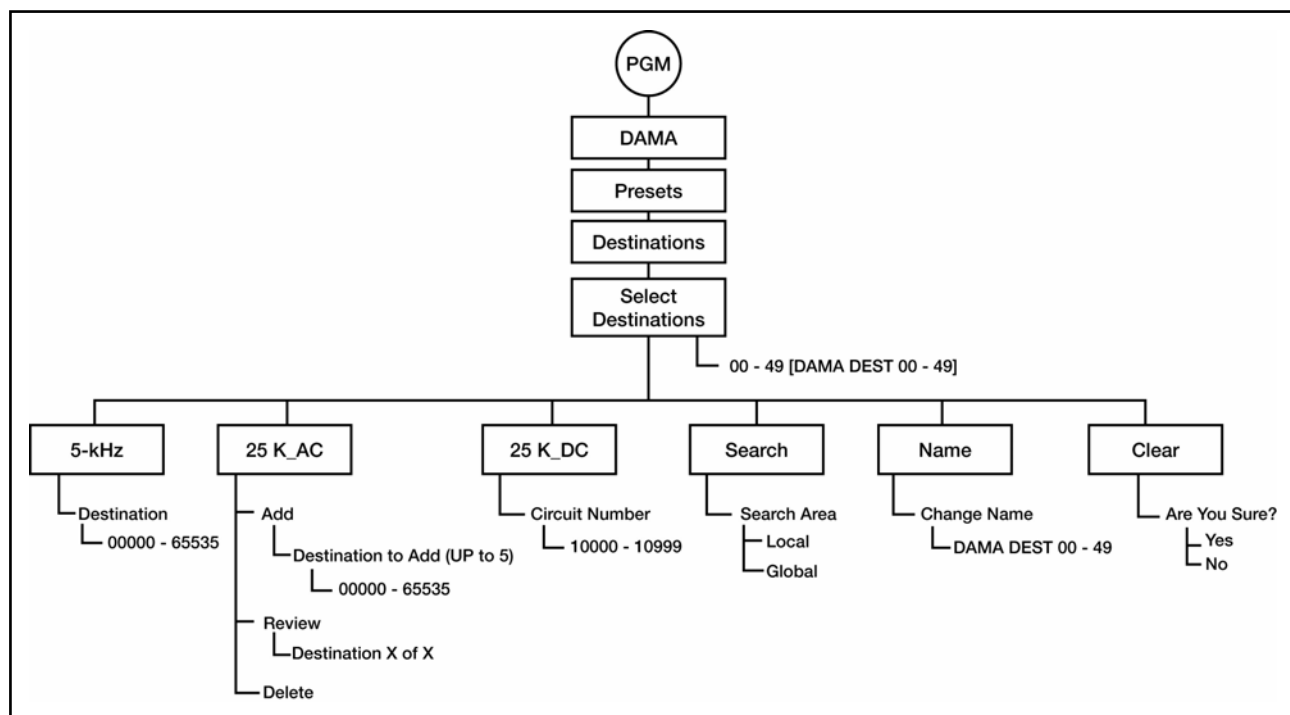 PGM
DAMA
Presets
Destinations
Select
Destinations
00 - 49 [DAMA DEST 00 - 49]
5-kHz
Destination
00000 - 65535
25 K_AC
Add
Destination to Add (UP to 5)
00000 - 65535
Review
Destination X of X
Delete
25 K_DC
Circuit Number
10000 - 10999
Search
Search Area
Local
Global
Name
Change Name
DAMA DEST 00 - 49
Clear
Are You Sure?
Yes
No